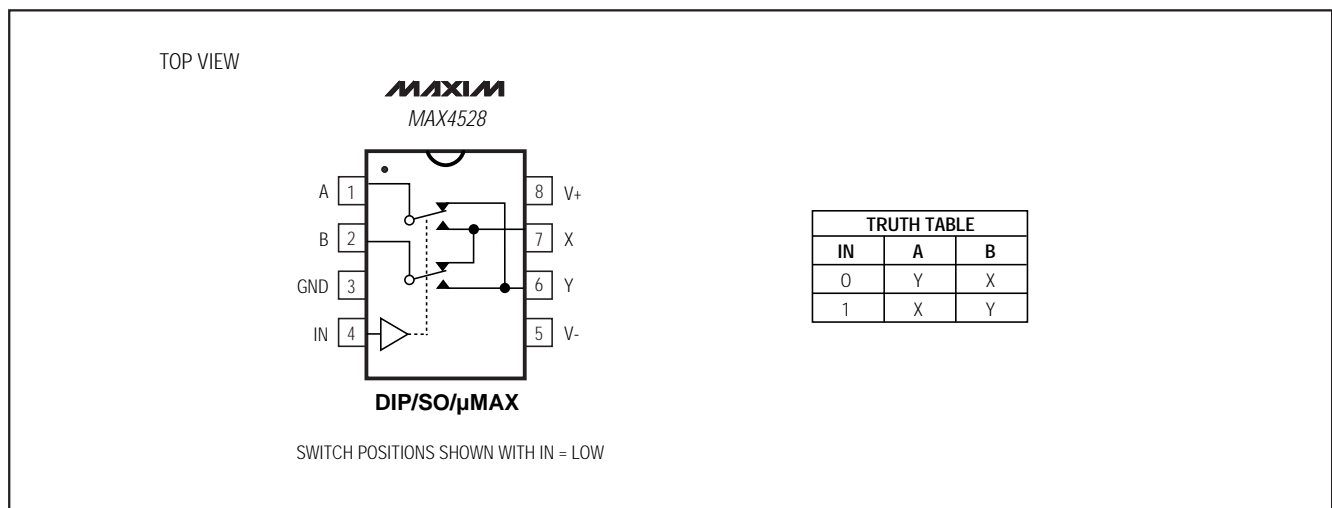 TOP VIEW
MAXIM
MAX4528
A 1
8 V+
B 2
7 X
GND 3
6 Y
IN 4
5 V-
DIP/SO/µMAX
SWITCH POSITIONS SHOWN WITH IN = LOW
TRUTH TABLE
IN A B
0 Y X
1 X Y